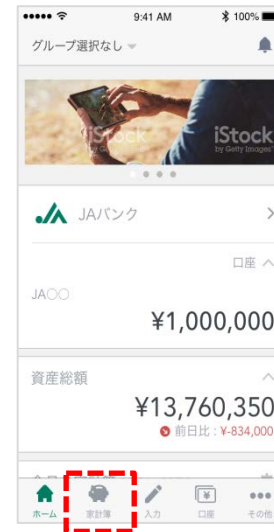 9:41 AM
100%
グループ選択なし
iStock
iStock
by Getty Images
JAバンク
口座
JA〇〇
¥1,000,000
資産総額
¥13,760,350
前日比:¥-834,000
ホーム
家計簿
入力
口座
その他